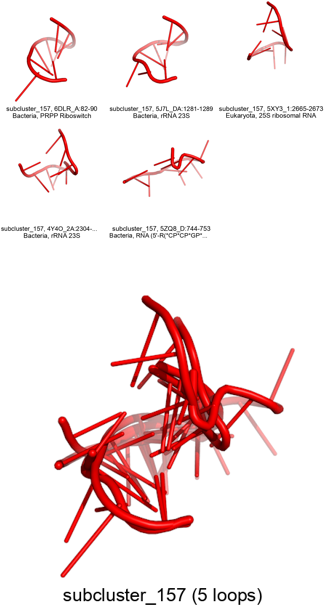 subcluster_157, 6DLR_A:82-90
Bacteria, PRPP Riboswitch
subcluster_157, 5J7L_DA:1281-1289
Bacteria, rRNA 23S
subcluster_157, 5XY3_1:2665-2673
Eukaryota, 25S ribosomal RNA
subcluster_157, 4Y4O_2A:2304-...
Bacteria, rRNA 23S
subcluster_157, 5ZQ8_D:744-753
Bacteria, RNA (5'-R(*CP*CP*GP*...
subcluster_157 (5 loops)